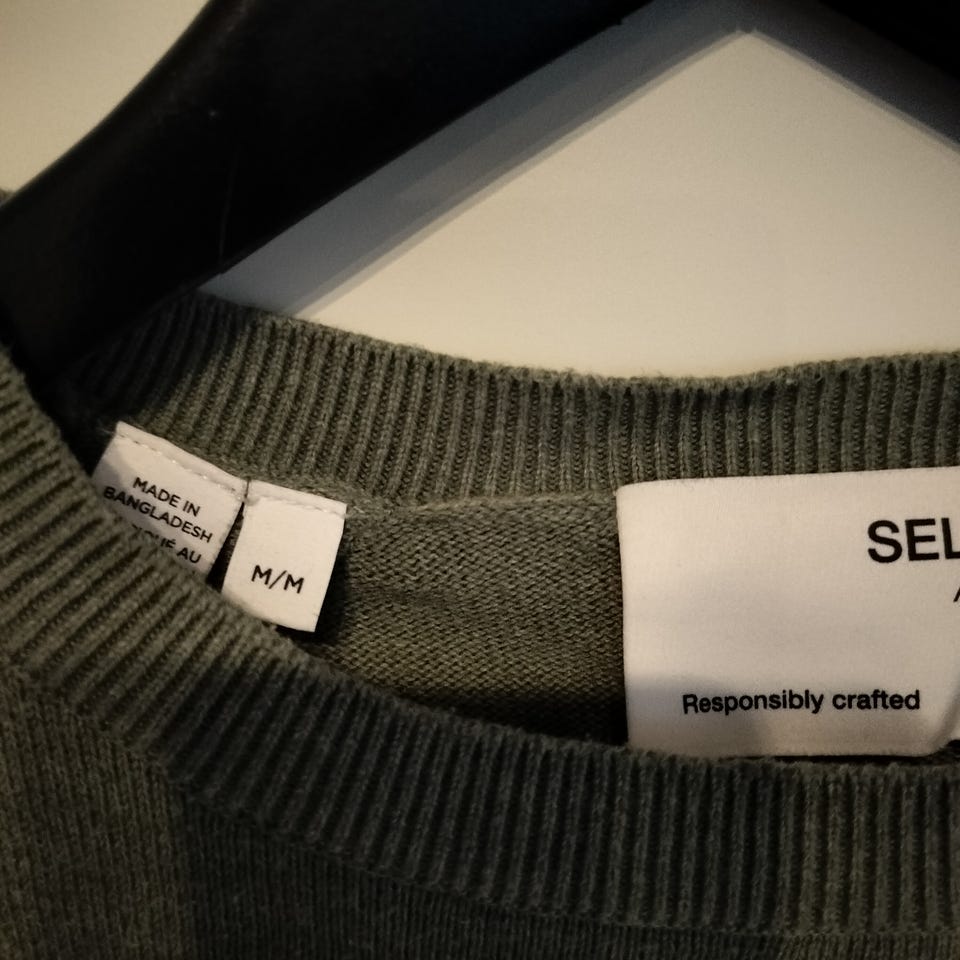 MADE IN
BANGLADESH
AU
M/M
SEL
Responsibly crafted